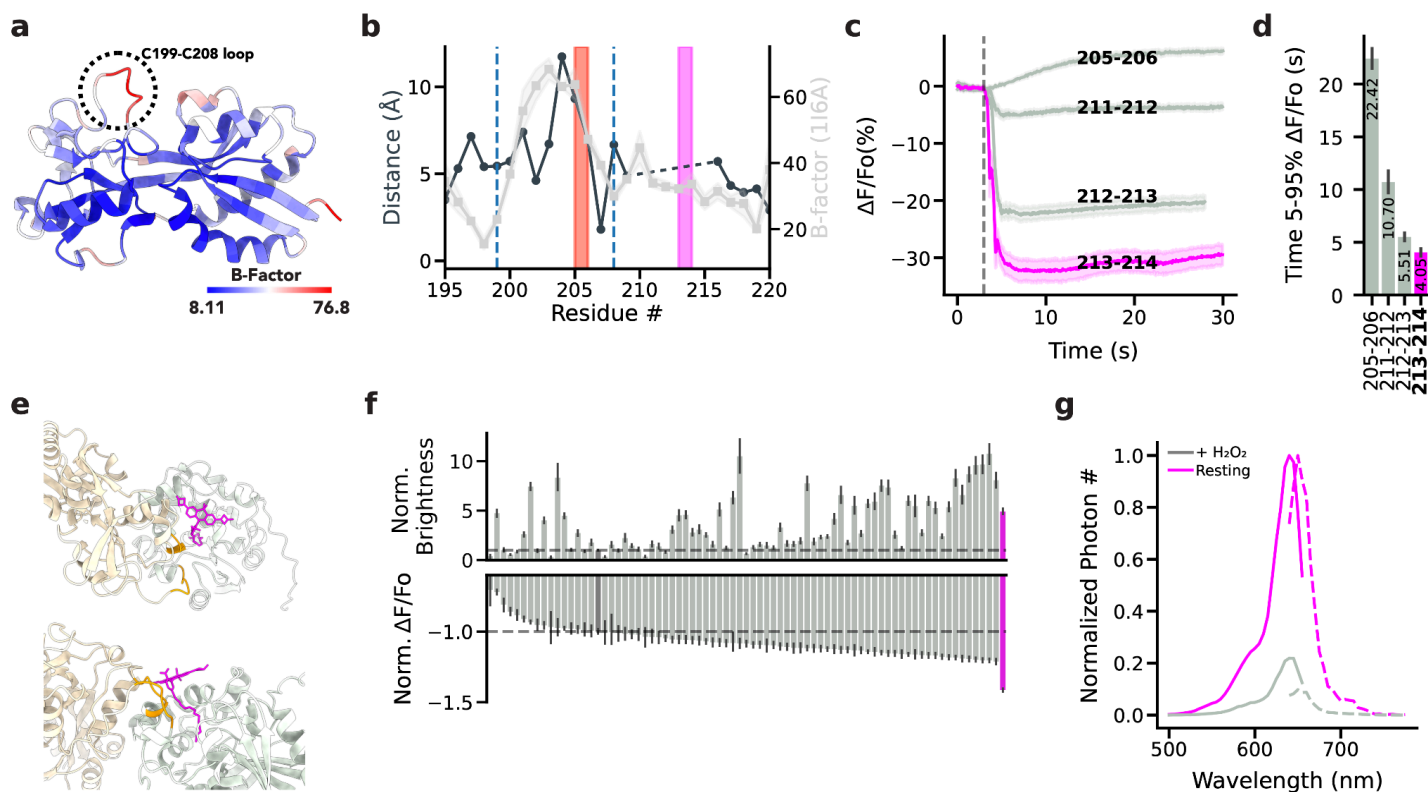 a
C199-C208 loop
B-Factor
8.11 76.8
b
Distance (Å)
10
5
0
B-factor (1I6A)
60
40
20
195 200 205 210 215 220
Residue #
c
ΔF/Fo(%)
0
−10
−20
−30
205-206
211-212
212-213
213-214
0 10 20 30
Time (s)
d
Time 5-95% ΔF/Fo (s)
20
15
10
5
0
22.42
10.70
5.51
4.05
205-206
211-212
212-213
213-214
e
f
Norm.
Brightness
10
5
0
Norm. ΔF/Fo
−1.0
−1.5
g
+ H₂O₂
Resting
Normalized Photon #
1.0
0.8
0.6
0.4
0.2
0.0
500 600 700
Wavelength (nm)